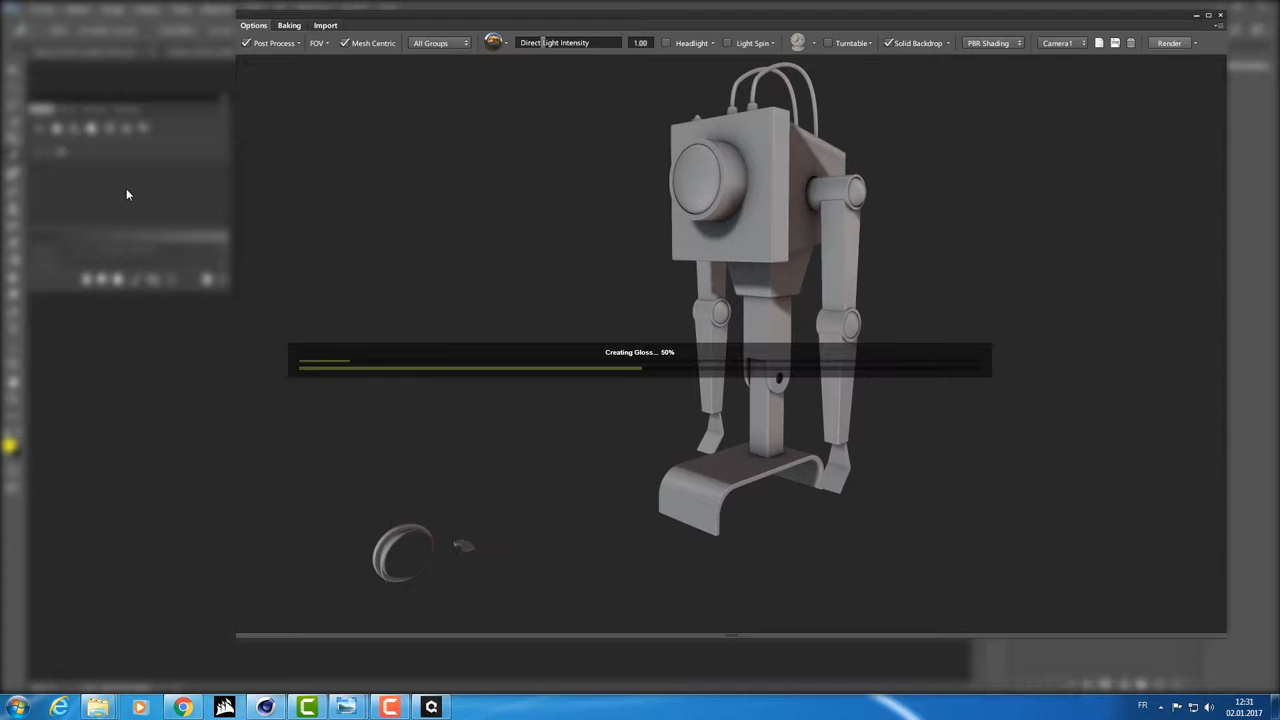 Options Baking Import
Post Process FOV Mesh Centric All Groups Direct Light Intensity 1.00 Headlight Light Spin Turntable Solid Backdrop PBR Shading Camera1 Render
Creating Gloss... 50%
FR 12:31
02.01.2017